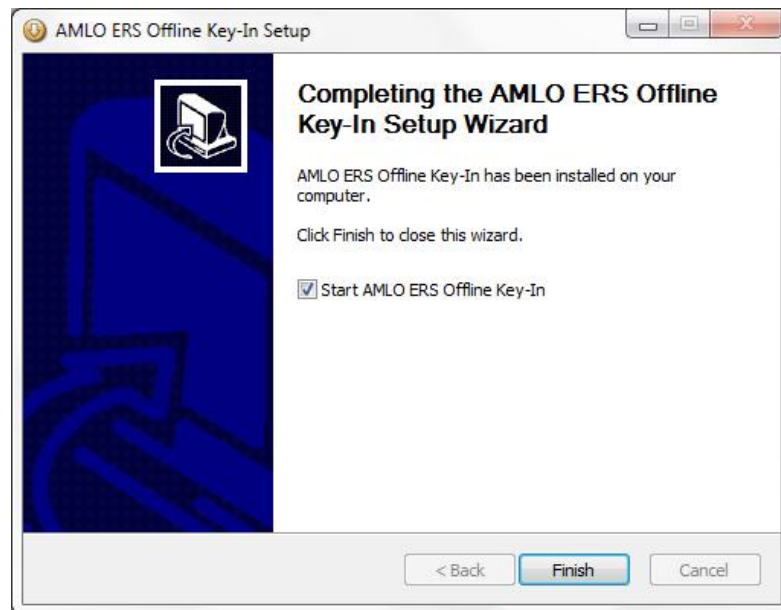 AMLO ERS Offline Key-In Setup
Completing the AMLO ERS Offline
Key-In Setup Wizard
AMLO ERS Offline Key-In has been installed on your
computer.
Click Finish to close this wizard.
Start AMLO ERS Offline Key-In
< Back Finish Cancel